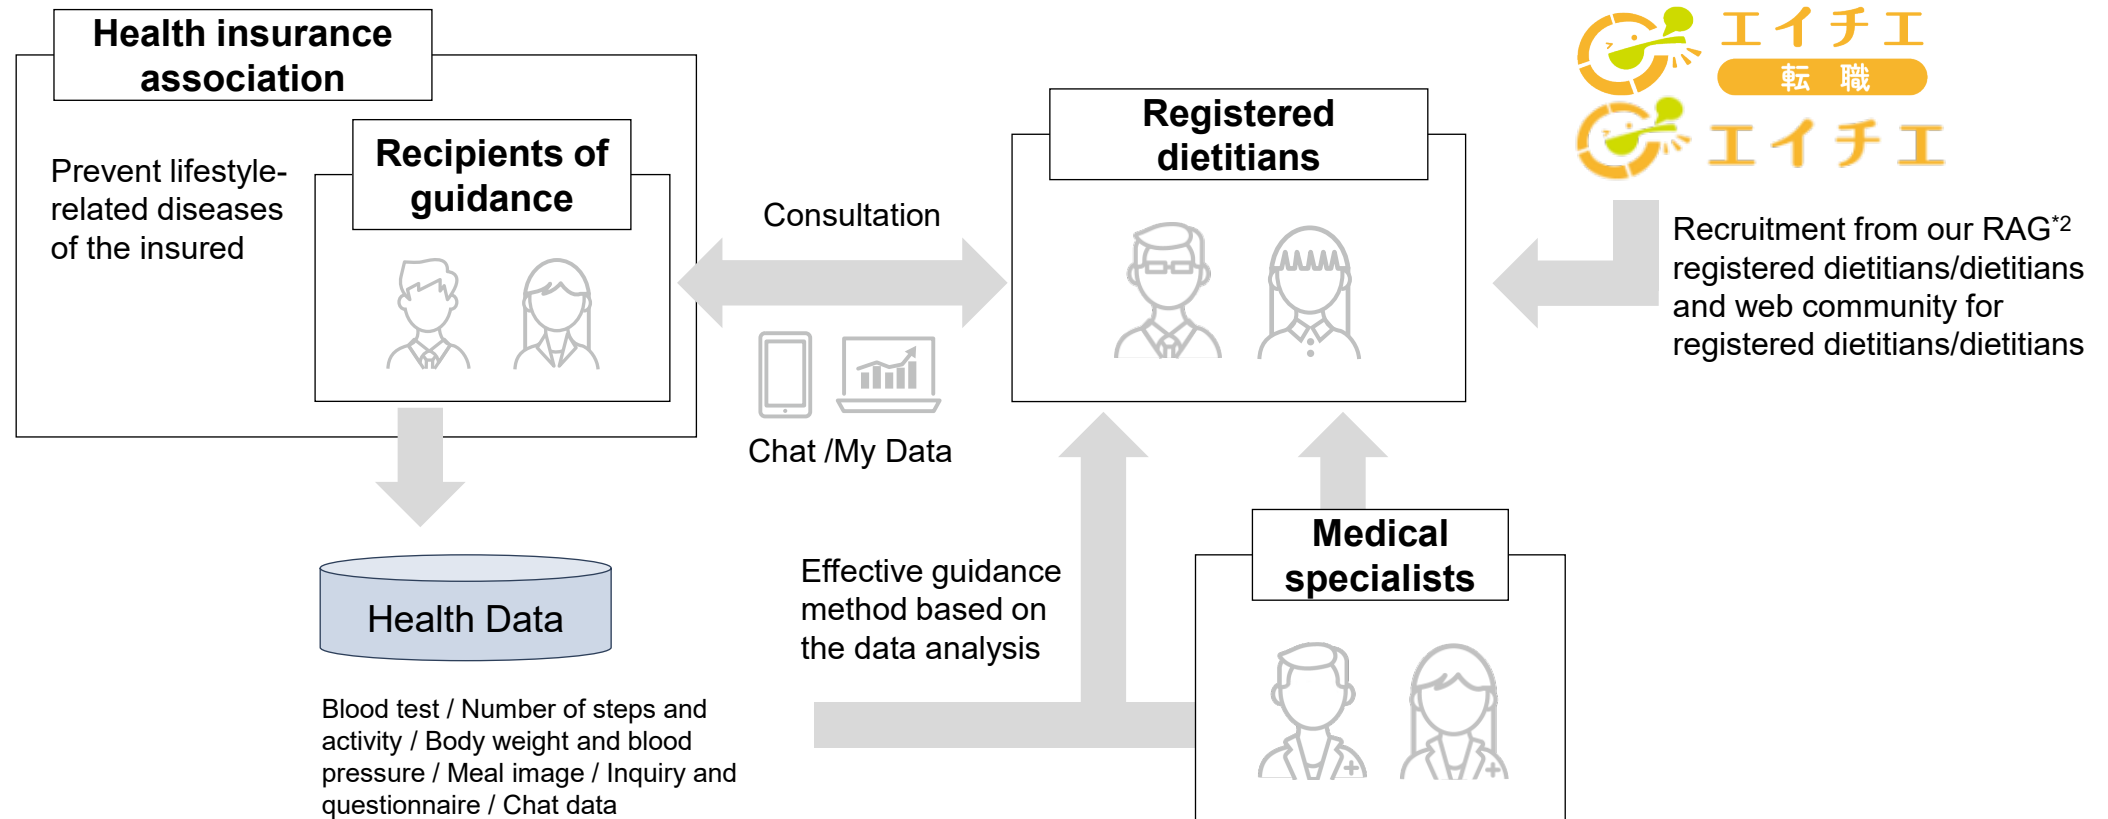 Health insurance
association
Prevent lifestyle-
related diseases
of the insured
Recipients of
guidance
Consultation
Chat /My Data
Registered
dietitians
エイチエ
転職
エイチエ
Recruitment from our RAG*2
registered dietitians/dietitians
and web community for
registered dietitians/dietitians
Health Data
Blood test / Number of steps and
activity / Body weight and blood
pressure / Meal image / Inquiry and
questionnaire / Chat data
Effective guidance
method based on
the data analysis
Medical
specialists